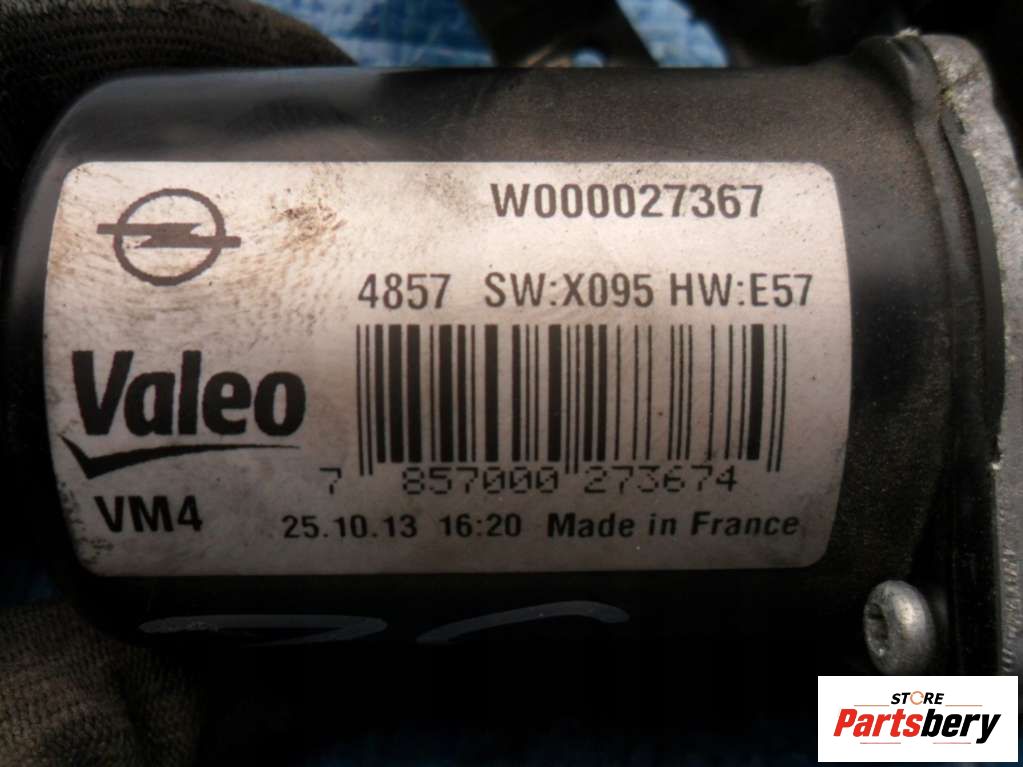 W000027367
4857 SW:X095 HW:E57
Valeo
7 857000 273674
VM4
25.10.13 16:20 Made in France
STORE
Partsbery